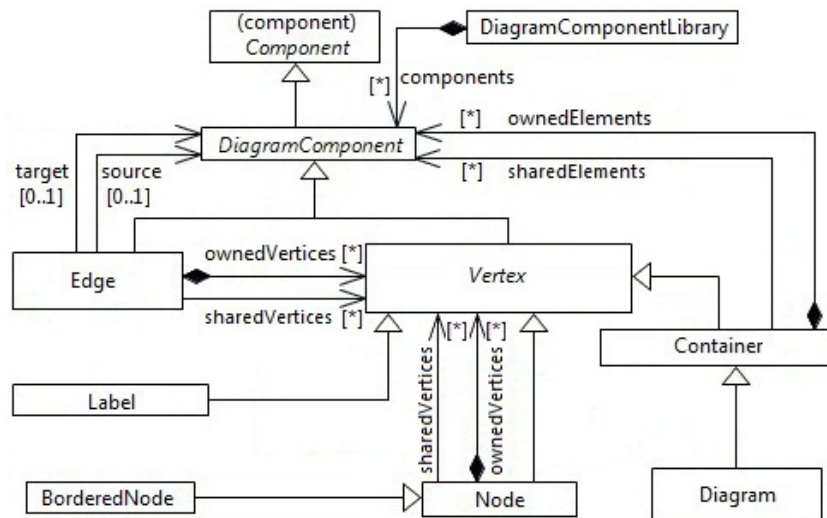 (component)
Component
DiagramComponentLibrary
[*]
components
DiagramComponent
[*] ownedElements
[*] sharedElements
target
[0..1]
source
[0..1]
Edge
ownedVertices [*]
sharedVertices [*]
Vertex
[*]
[*]
sharedVertices
ownedVertices
Container
Label
BorderedNode
Node
Diagram